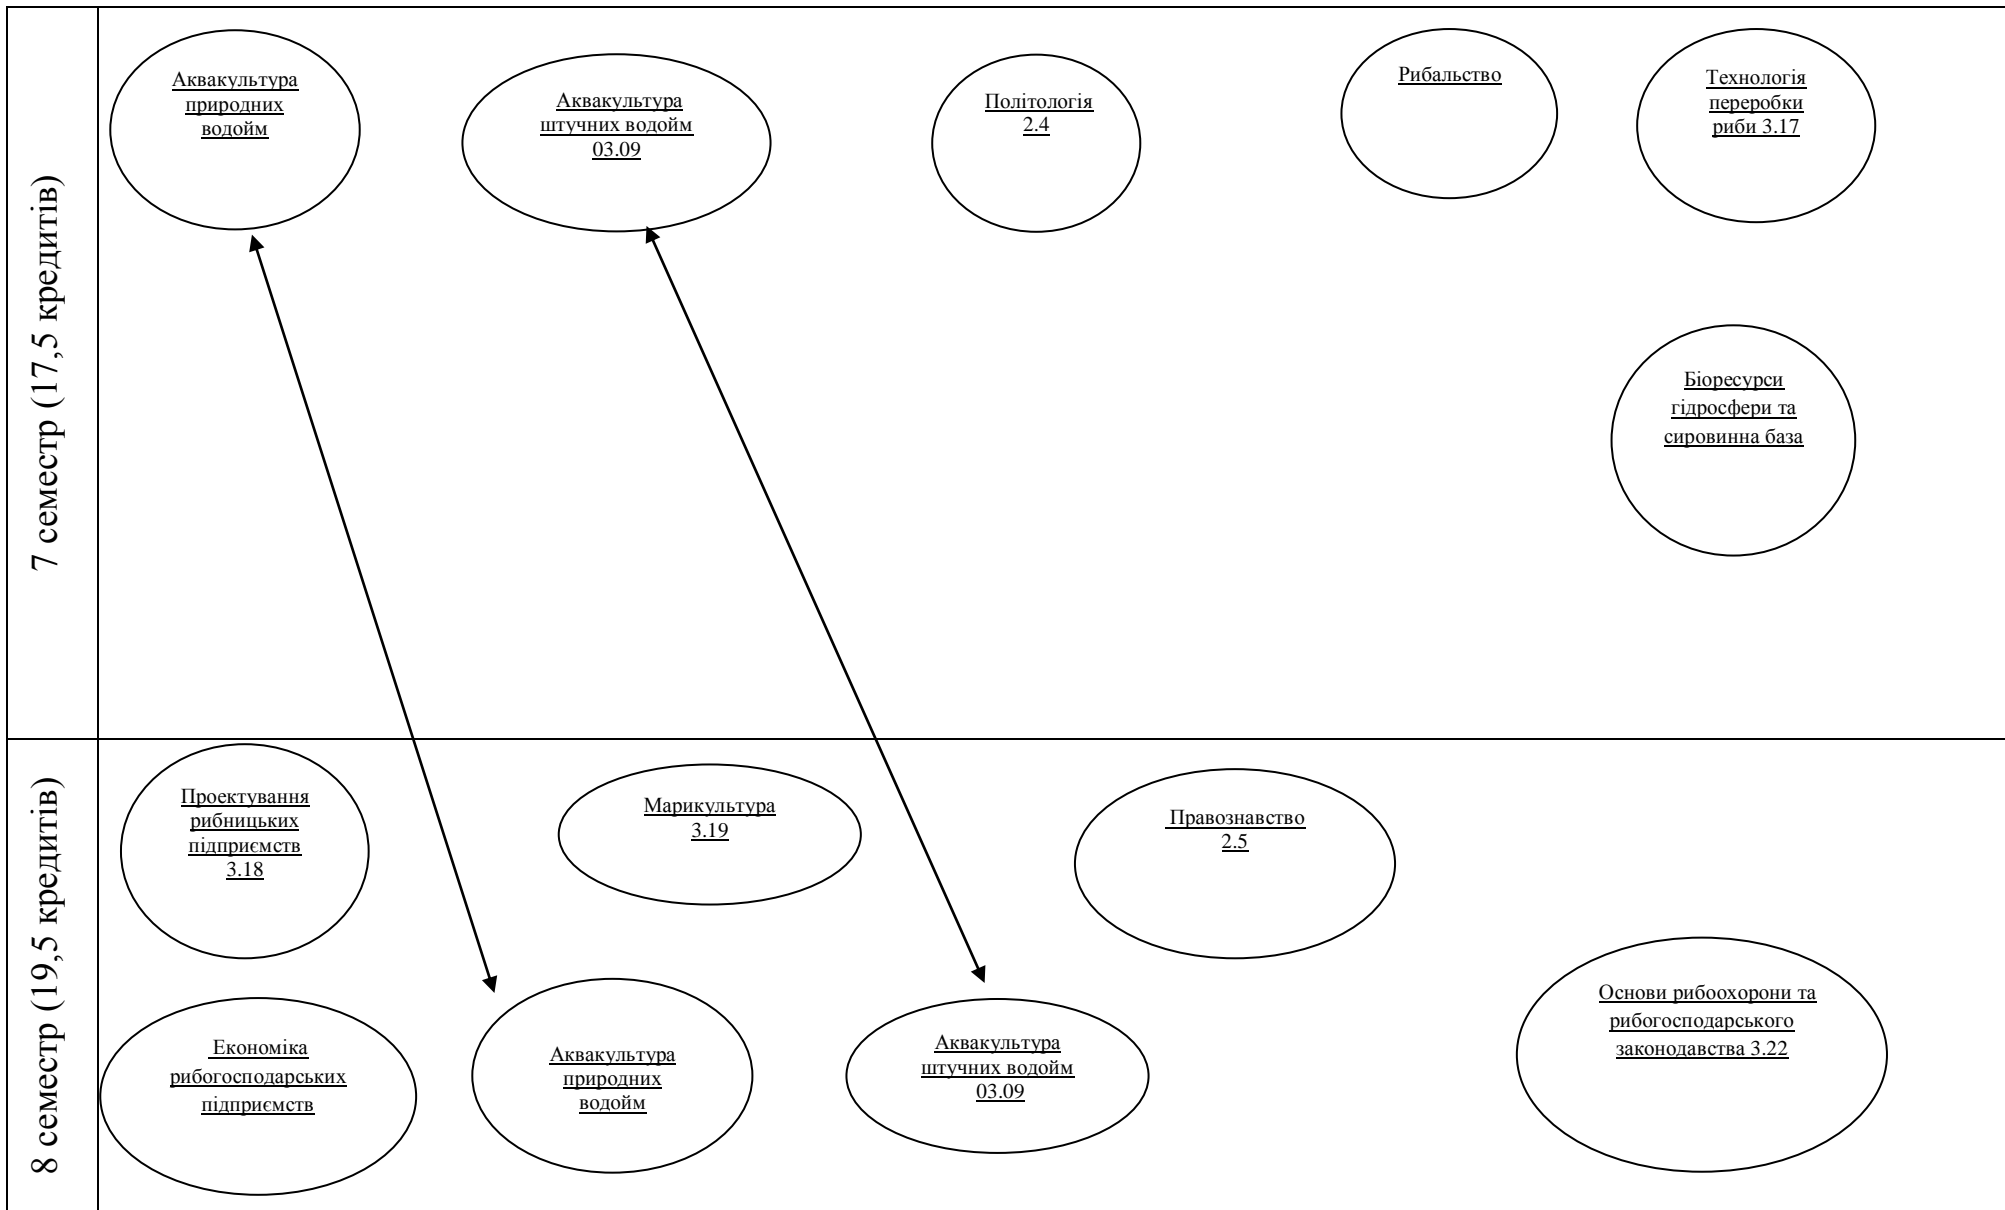 7 семестр (17,5 кредитів)
Аквакультура
природних
водойм
Аквакультура
штучних водойм
03.09
Політологія
2.4
Рибальство
Технологія
переробки
риби 3.17
Біоресурси
гідросфери та
сировинна база
8 семестр (19,5 кредитів)
Проектування
рибницьких
підприємств
3.18
Марикультура
3.19
Правознавство
2.5
Економіка
рибогосподарських
підприємств
Аквакультура
природних
водойм
Аквакультура
штучних водойм
03.09
Основи рибоохорони та
рибогосподарського
законодавства 3.22